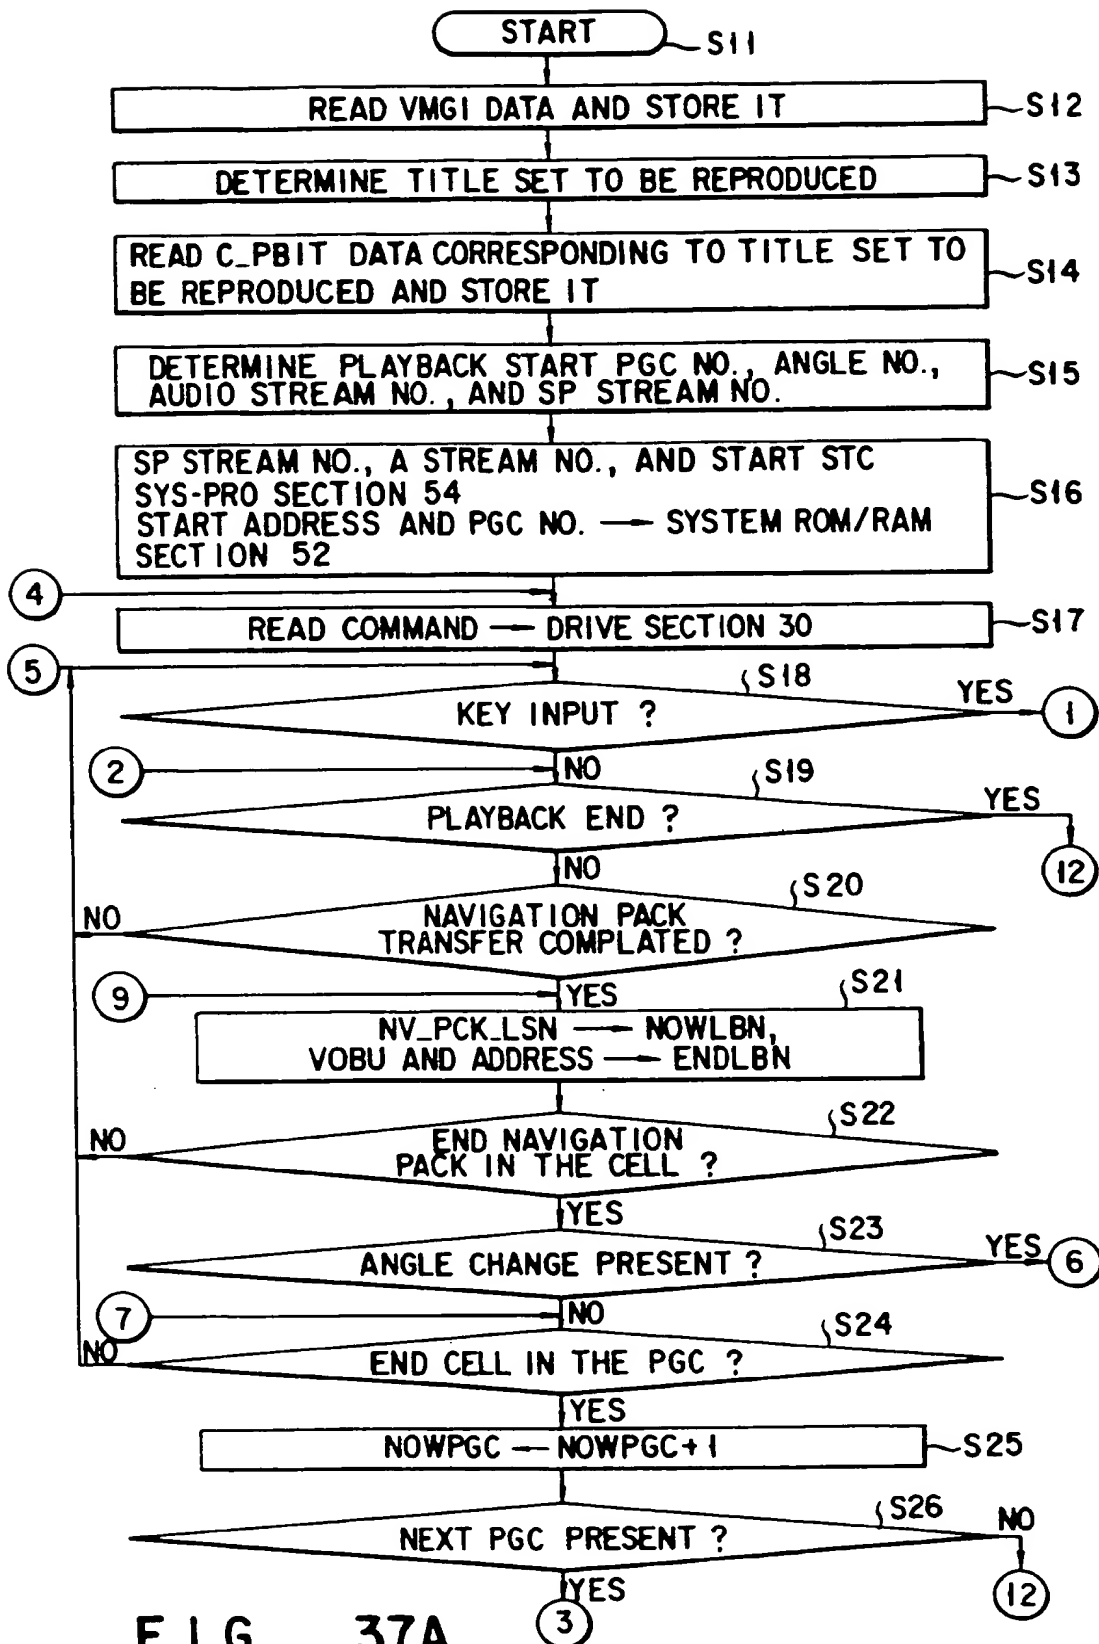 START
S11
READ VMGI DATA AND STORE IT
S12
DETERMINE TITLE SET TO BE REPRODUCED
S13
READ C_PBIT DATA CORRESPONDING TO TITLE SET TO
BE REPRODUCED AND STORE IT
S14
DETERMINE PLAYBACK START PGC NO., ANGLE NO.,
AUDIO STREAM NO., AND SP STREAM NO.
S15
SP STREAM NO., A STREAM NO., AND START STC
SYS-PRO SECTION 54
START ADDRESS AND PGC NO. → SYSTEM ROM/RAM
SECTION 52
S16
4
READ COMMAND → DRIVE SECTION 30
S17
5
S18
KEY INPUT ?
YES
1
2
NO
S19
PLAYBACK END ?
YES
12
NO
S20
NAVIGATION PACK
TRANSFER COMPLATED ?
NO
9
YES
S21
NV_PCK_LSN → NOWLBN,
VOBU AND ADDRESS → ENDLBN
S22
END NAVIGATION
PACK IN THE CELL ?
NO
YES
S23
ANGLE CHANGE PRESENT ?
YES
6
7
NO
S24
END CELL IN THE PGC ?
NO
YES
NOWPGC ← NOWPGC+1
S25
S26
NEXT PGC PRESENT ?
NO
12
YES
3
FIG. 37A